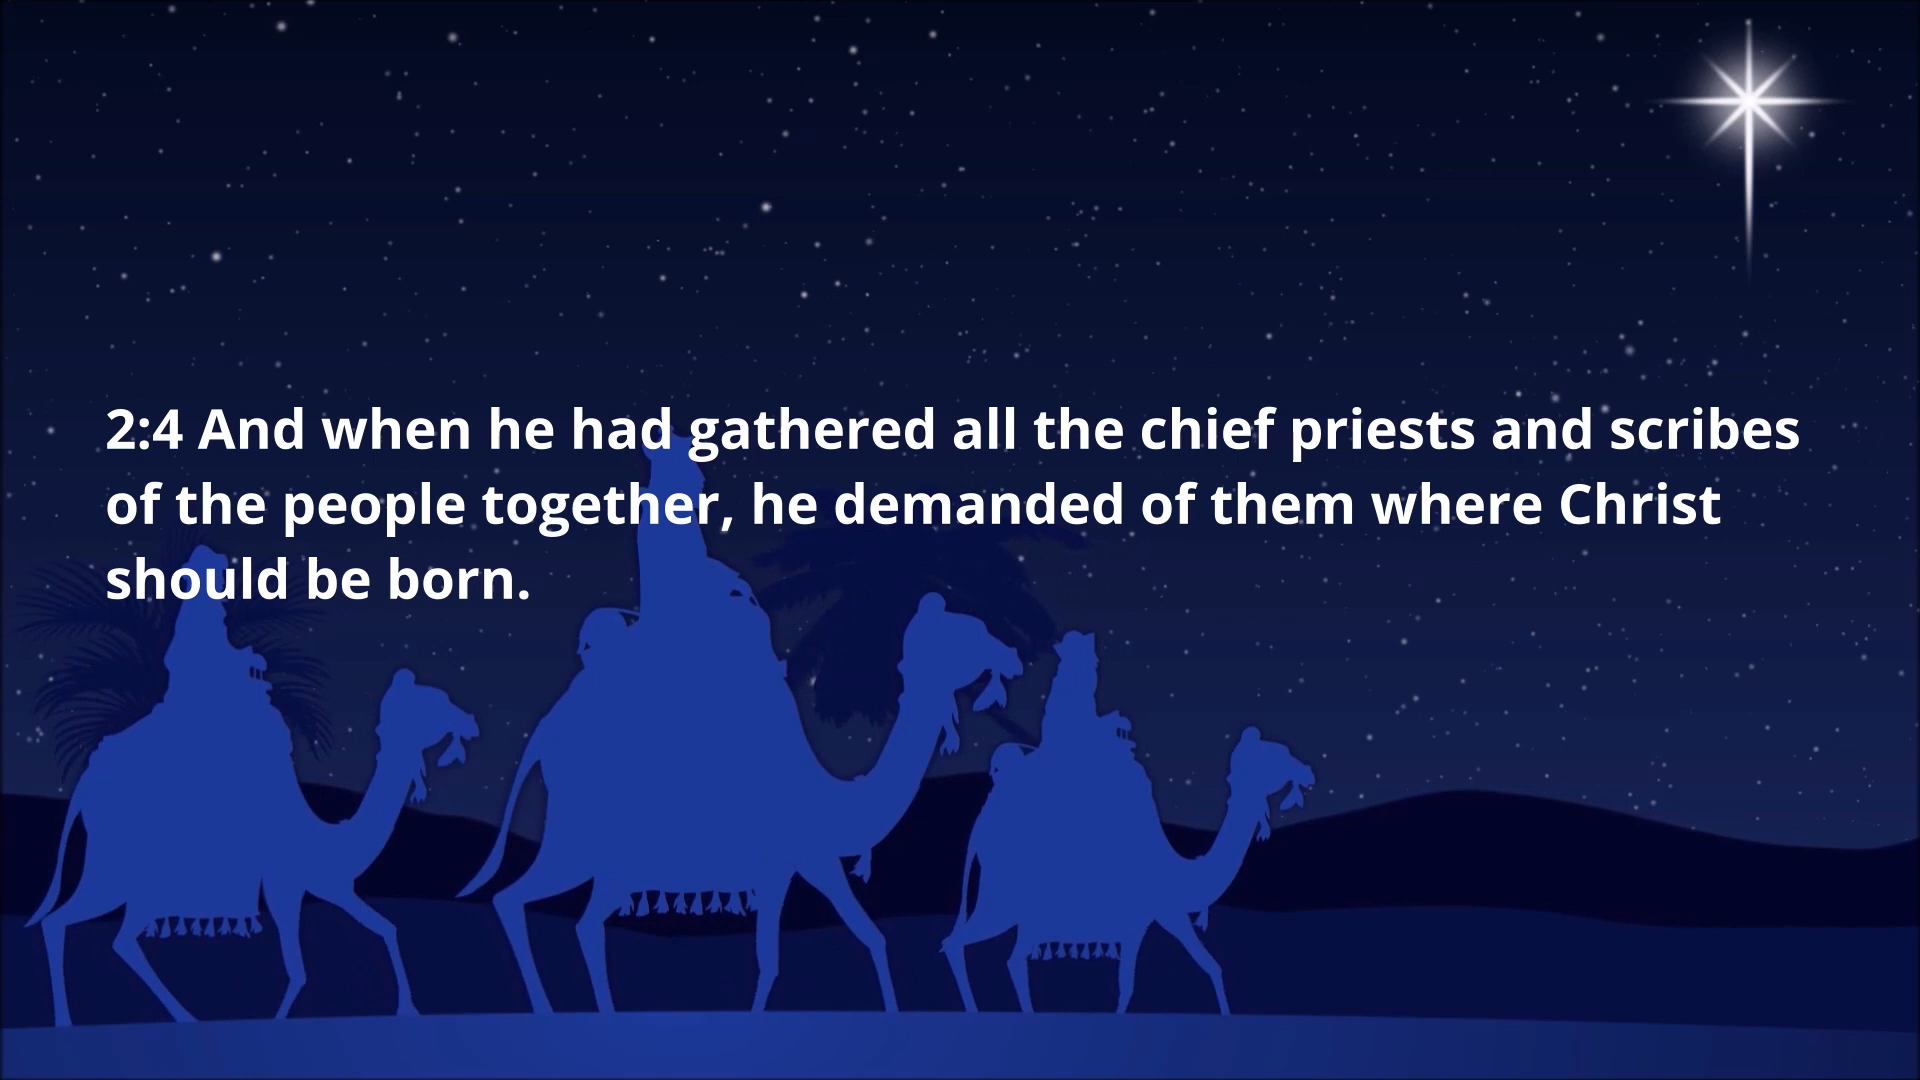 2:4 And when he had gathered all the chief priests and scribes
of the people together, he demanded of them where Christ
should be born.